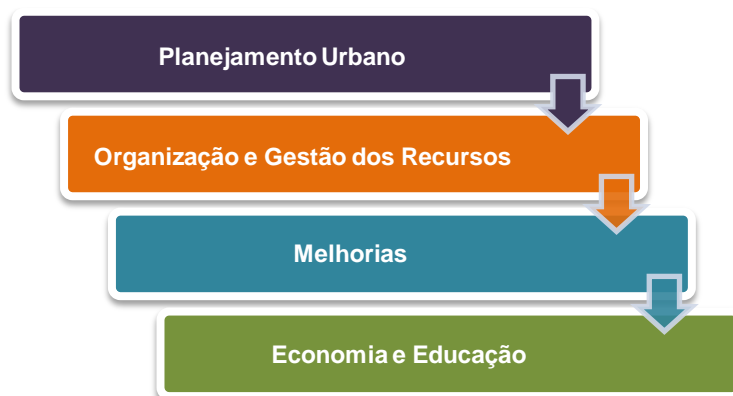 Planejamento Urbano
Organização e Gestão dos Recursos
Melhorias
Economia e Educação